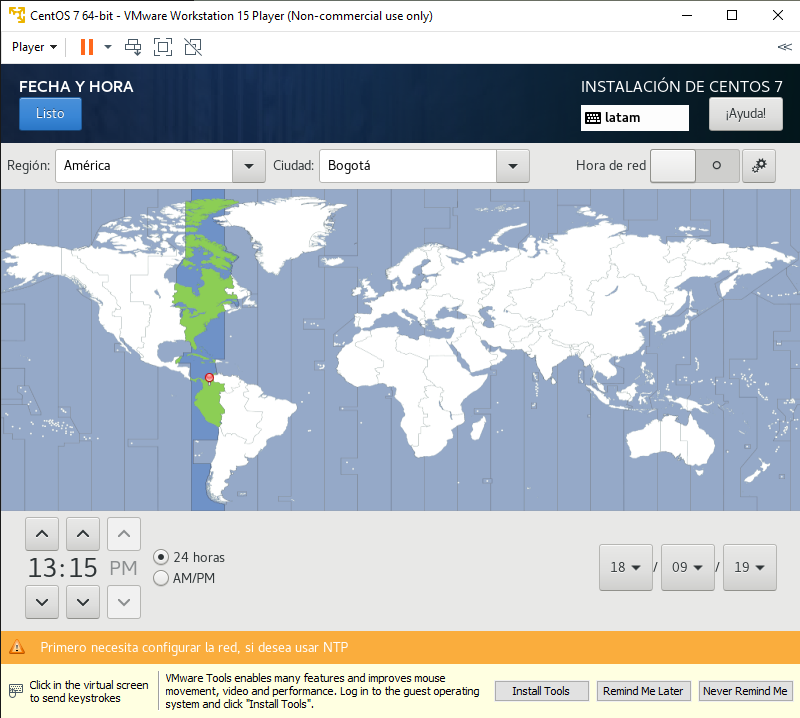 CentOS 7 64-bit - VMware Workstation 15 Player (Non-commercial use only)
Player
FECHA Y HORA
INSTALACIÓN DE CENTOS 7
Listo
latam
¡Ayuda!
Región:
América
Ciudad:
Bogotá
Hora de red
O
13:15 PM
24 horas
AM/PM
18 / 09 / 19
Primero necesita configurar la red, si desea usar NTP
Click in the virtual screen
to send keystrokes
VMware Tools enables many features and improves mouse
movement, video and performance. Log in to the guest operating
system and click "Install Tools".
Install Tools
Remind Me Later
Never Remind Me